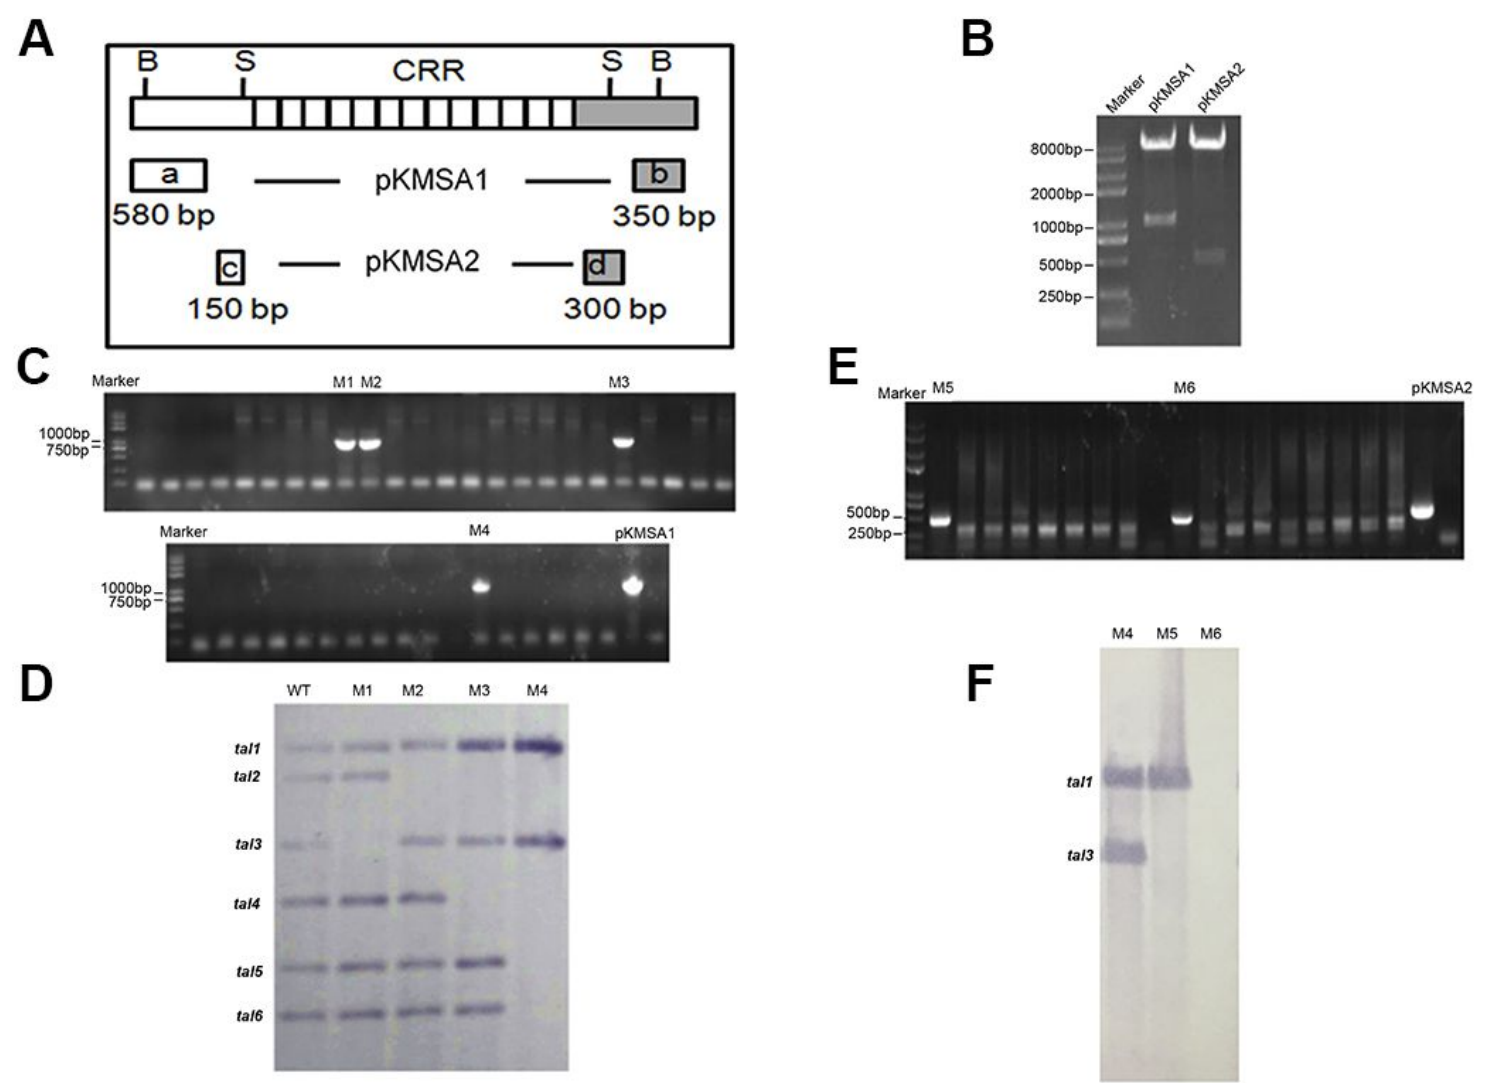 A
B S CRR S B
a pKMSA1 b
580 bp 350 bp
c pKMSA2 d
150 bp 300 bp
B
Marker pKMSA1 pKMSA2
8000bp
2000bp
1000bp
500bp
250bp
C
Marker M1 M2 M3
1000bp
750bp
Marker M4 pKMSA1
1000bp
750bp
E
Marker M5 M6 pKMSA2
500bp
250bp
D
WT M1 M2 M3 M4
tal1
tal2
tal3
tal4
tal5
tal6
F
M4 M5 M6
tal1
tal3